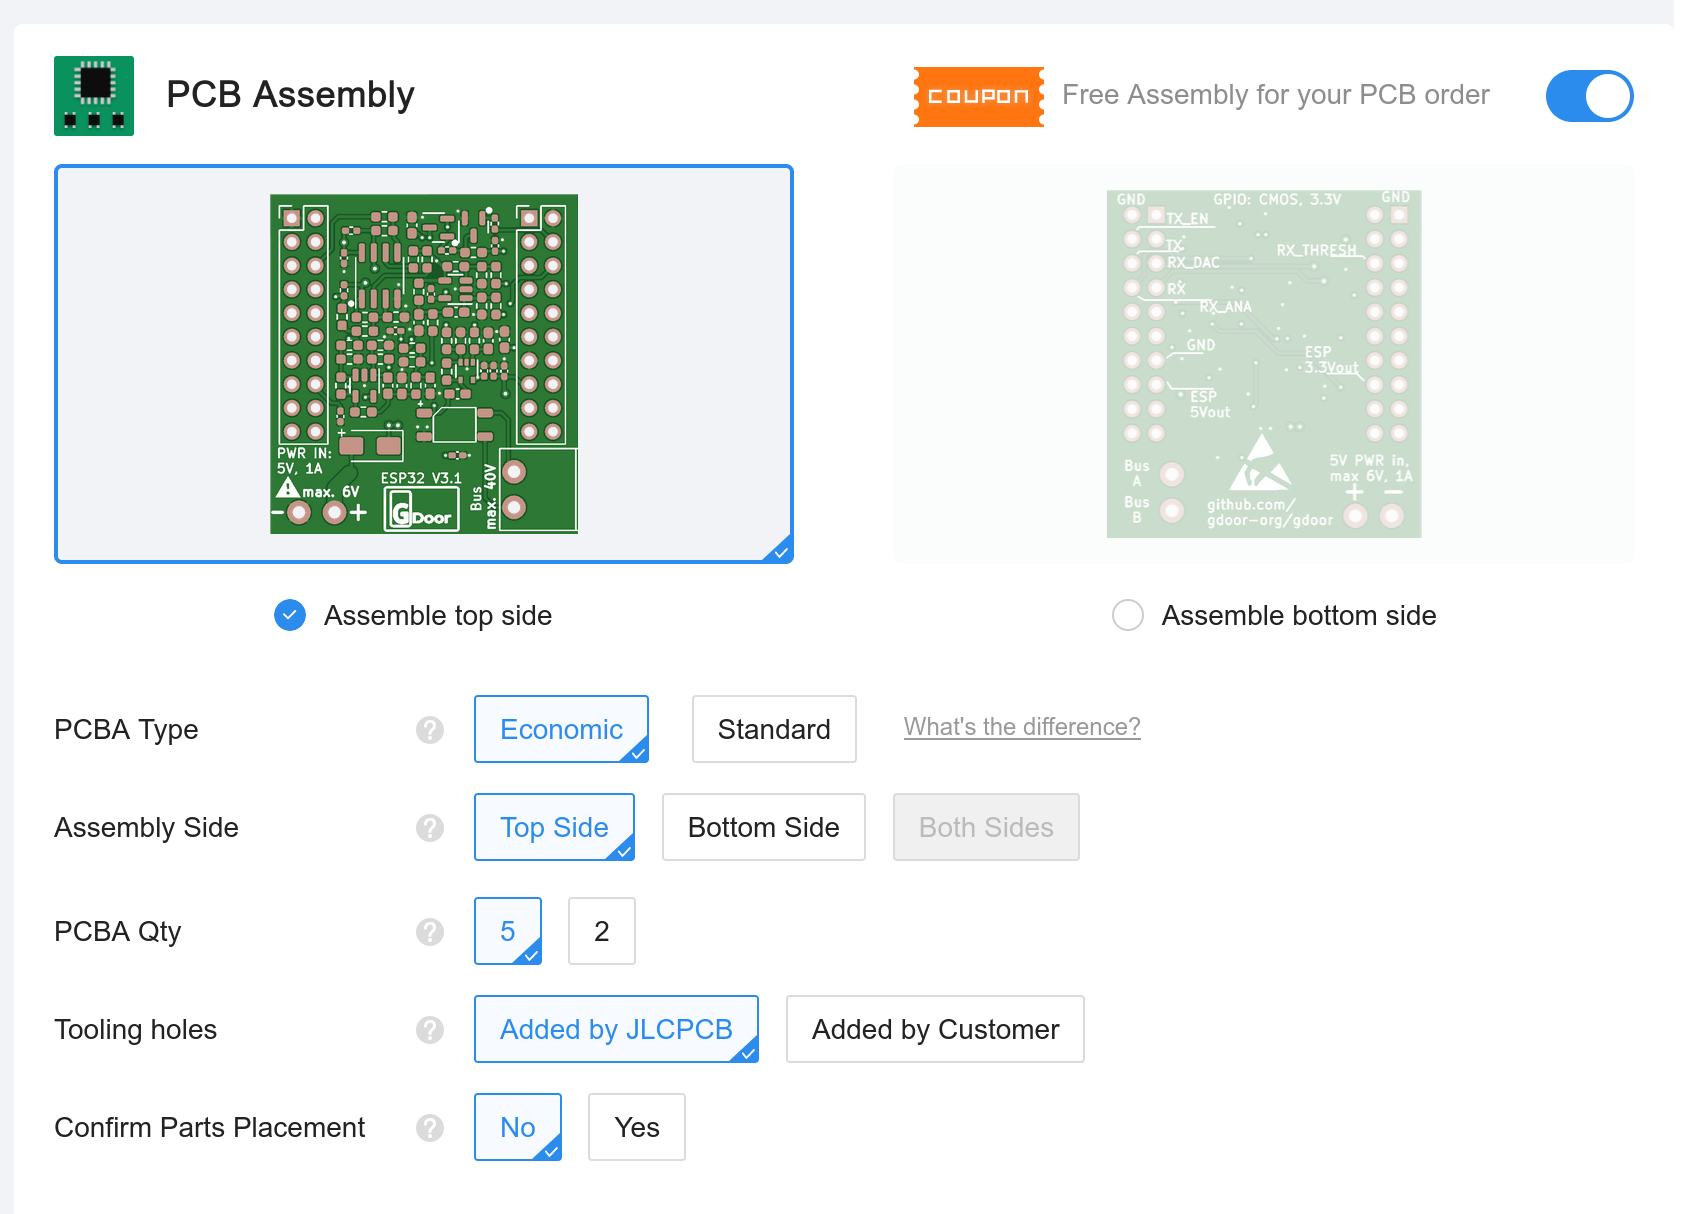 PCB Assembly
COUPON
Free Assembly for your PCB order
PWR IN:
5V, 1A
max. 6V
- +
+
+
ESP32 V3.1
GDoor
Bus
max. 40V
GND
GPIO: CMOS, 3.3V
GND
TX_EN
TX
RX_THRESH
RX_DAC
RX
RX_ANA
GND
ESP
3.3Vout
ESP
5Vout
Bus
A
Bus
B
5V PWR in,
max 6V, 1A
+ -
github.com/
gdoor-org/gdoor
Assemble top side
Assemble bottom side
PCBA Type
?
Economic
Standard
What's the difference?
Assembly Side
?
Top Side
Bottom Side
Both Sides
PCBA Qty
?
5
2
Tooling holes
?
Added by JLCPCB
Added by Customer
Confirm Parts Placement
?
No
Yes